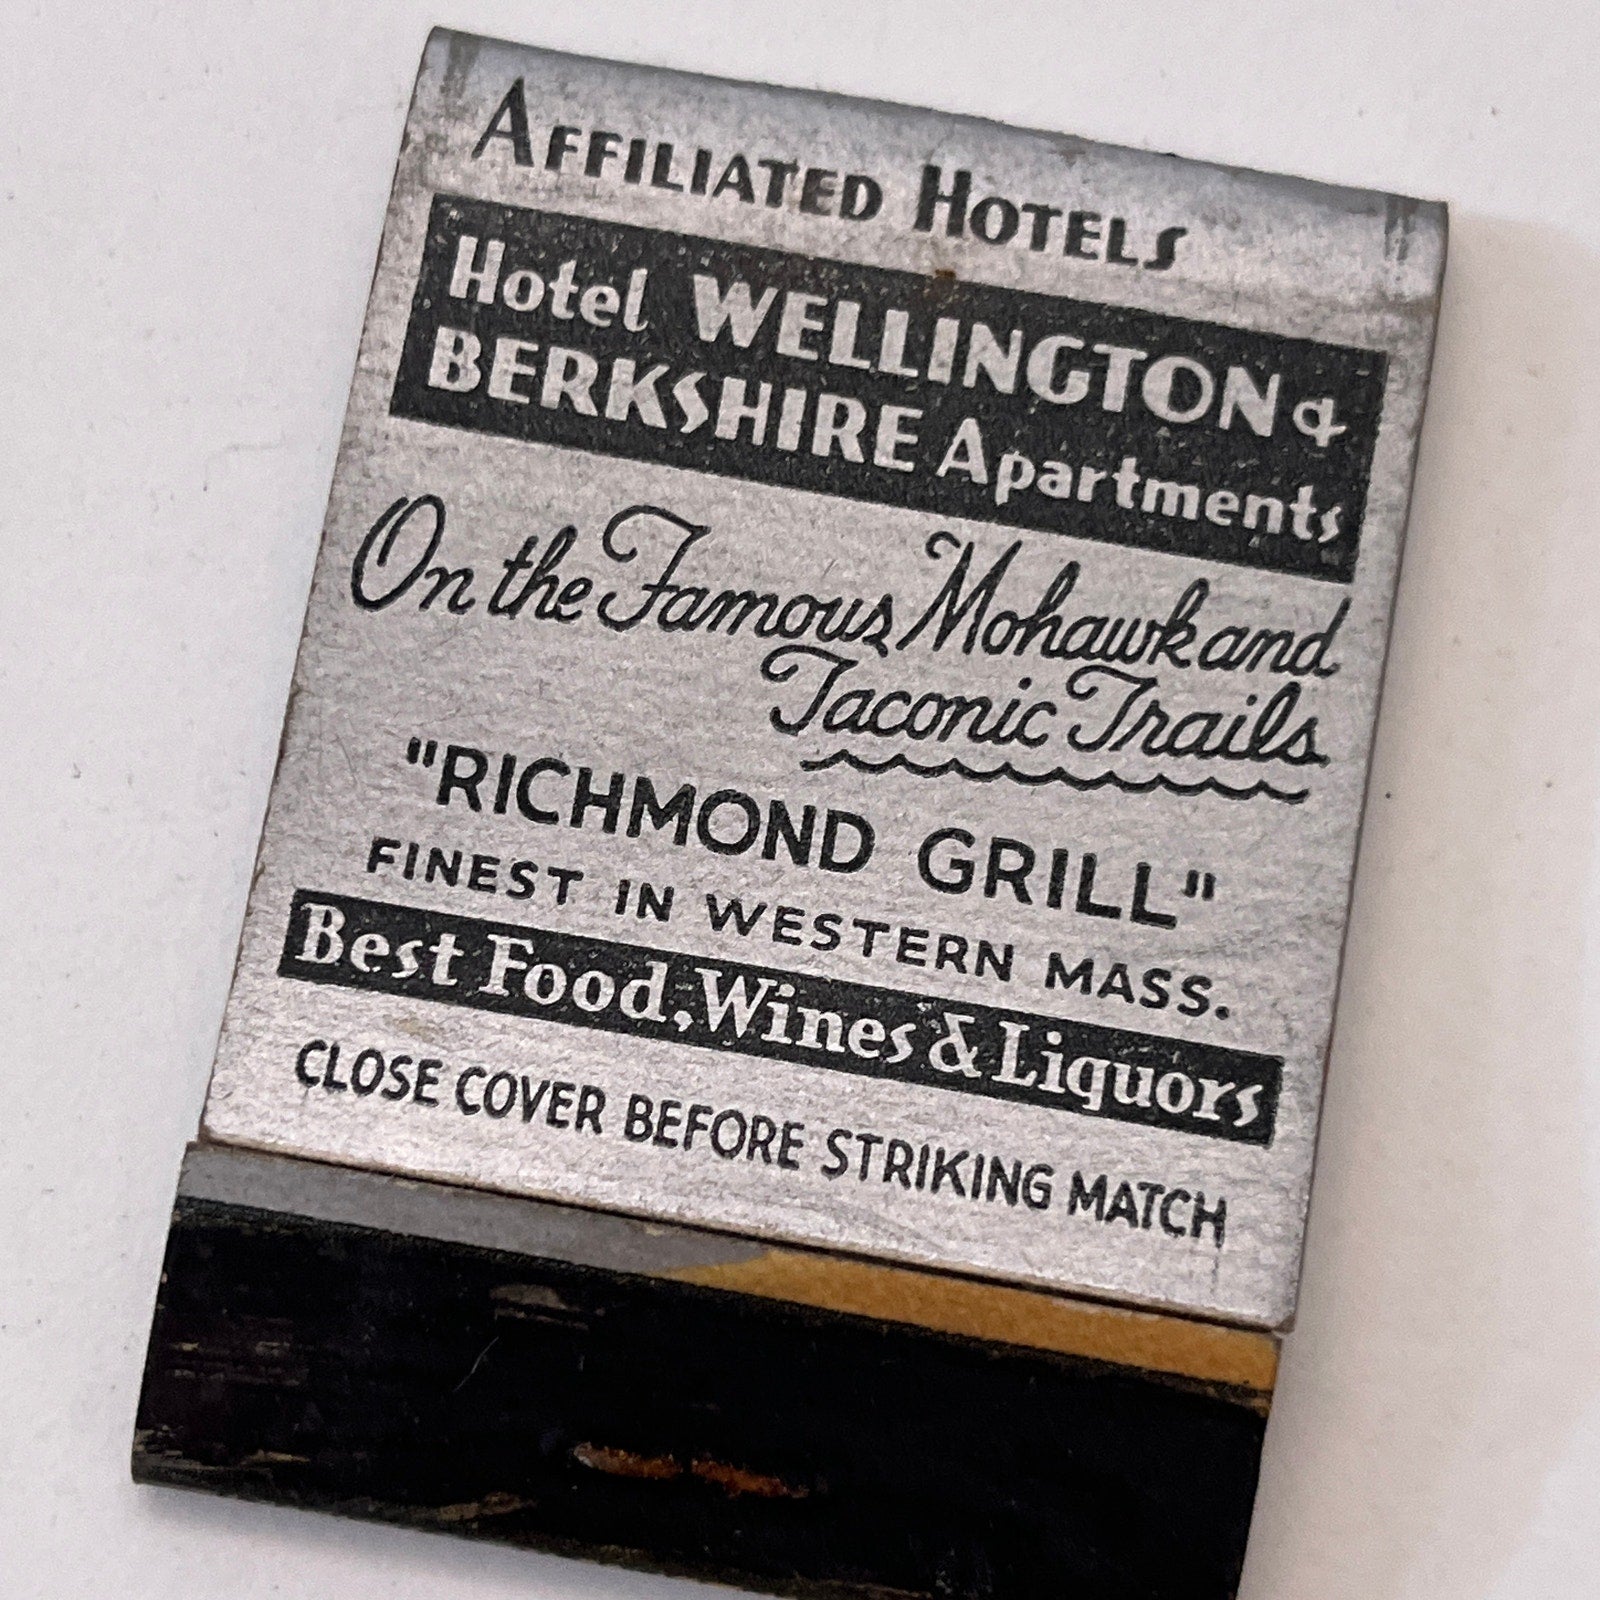 AFFILIATED HOTELS
Hotel WELLINGTON &
BERKSHIRE Apartments
On the Famous Mohawk and
Taconic Trails
"RICHMOND GRILL"
FINEST IN WESTERN MASS.
Best Food, Wines & Liquors
CLOSE COVER BEFORE STRIKING MATCH